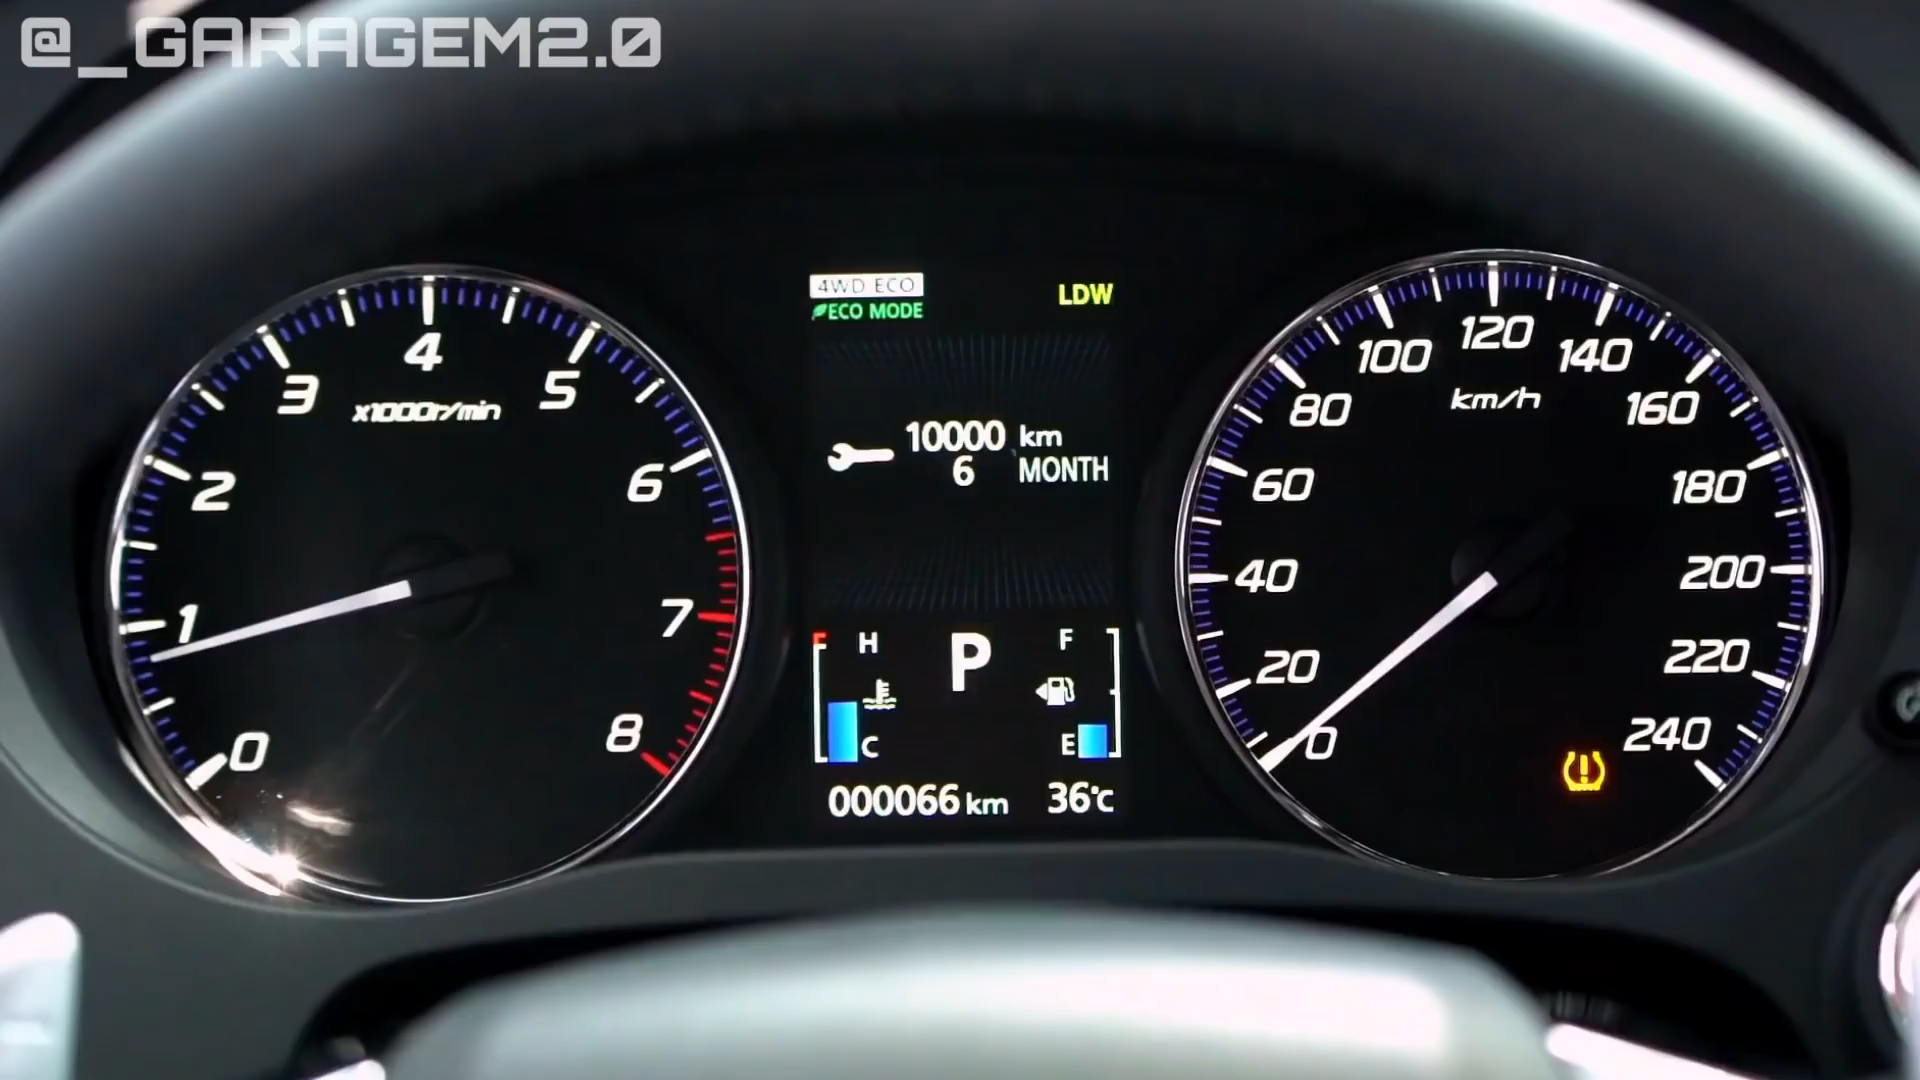 @_GARAGEM2.0
0
1
2
3
4
5
6
7
8
x1000r/min
4WD ECO
ECO MODE
LDW
10000 km
6 MONTH
H
C
P
F
E
000066 km
36°C
0
20
40
60
80
100
120
140
160
180
200
220
240
km/h